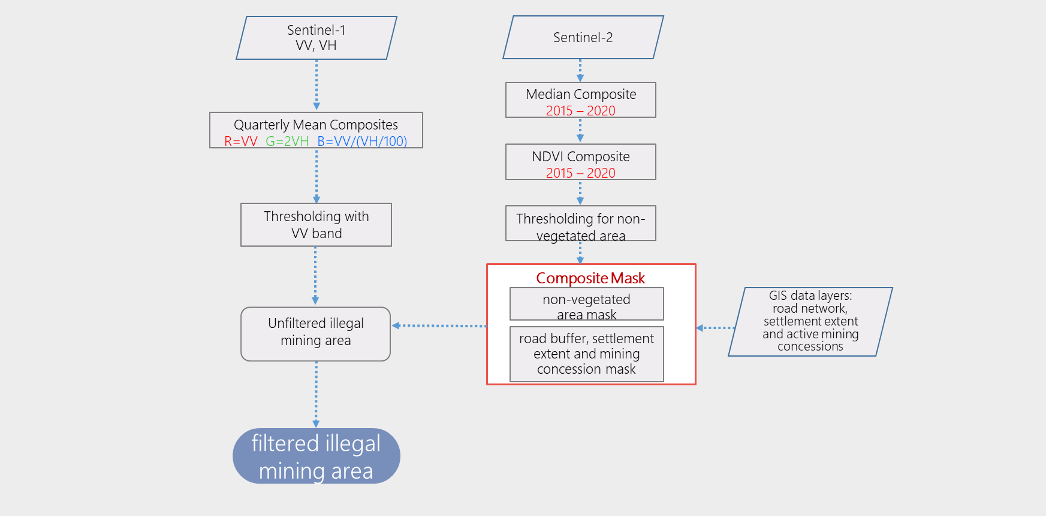 Sentinel-1
VV, VH
Quarterly Mean Composites
R=VV G=2VH B=VV/(VH/100)
Thresholding with
VV band
Unfiltered illegal
mining area
filtered illegal
mining area
Sentinel-2
Median Composite
2015 – 2020
NDVI Composite
2015 – 2020
Thresholding for non-
vegetated area
Composite Mask
non-vegetated
area mask
road buffer, settlement
extent and mining
concession mask
GIS data layers:
road network,
settlement extent
and active mining
concessions